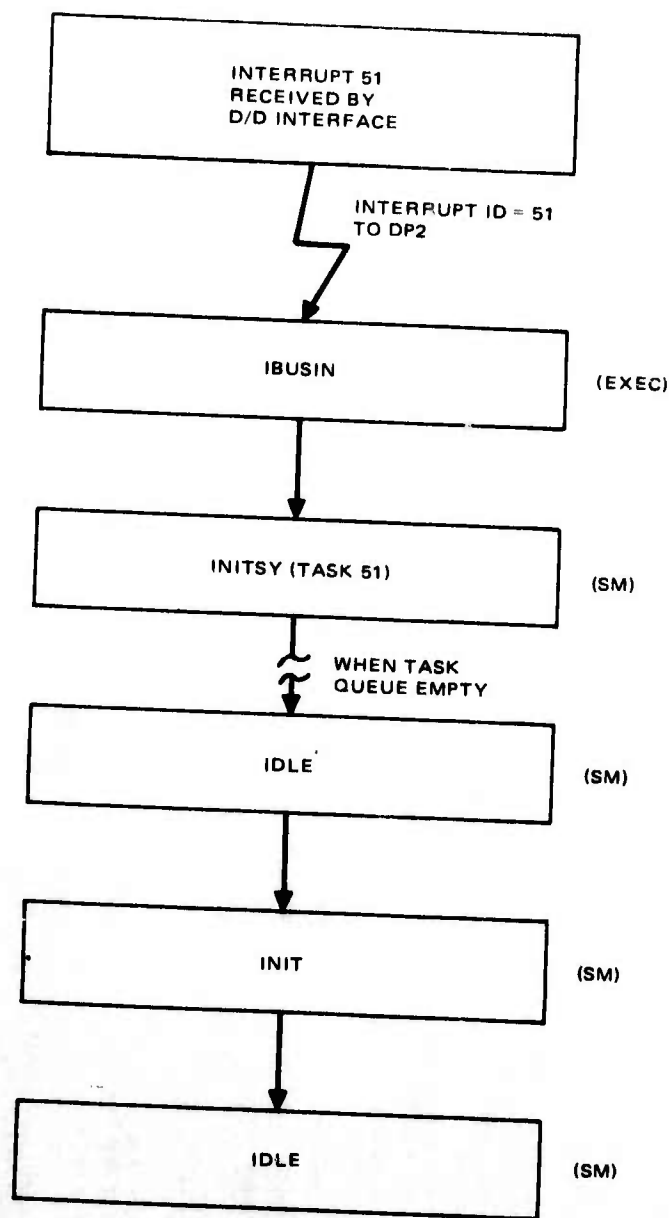 INTERRUPT 51
RECEIVED BY
D/D INTERFACE
INTERRUPT ID = 51
TO DP2
IBUSIN
(EXEC)
INITSY (TASK 51)
(SM)
WHEN TASK
QUEUE EMPTY
IDLE
(SM)
INIT
(SM)
IDLE
(SM)